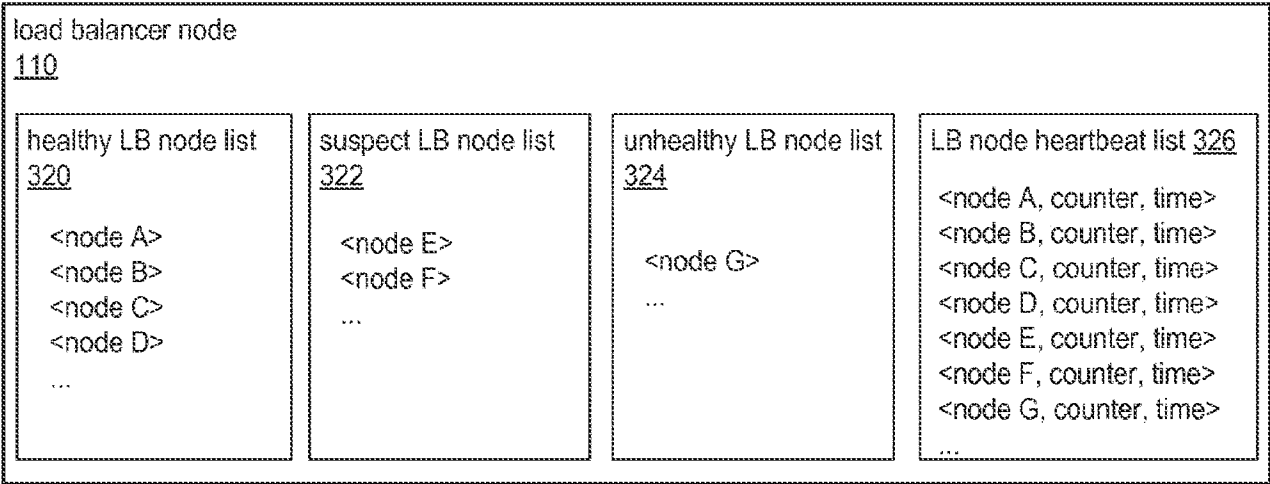 load balancer node
110
healthy LB node list
320
<node A>
<node B>
<node C>
<node D>
...
suspect LB node list
322
<node E>
<node F>
...
unhealthy LB node list
324
<node G>
...
LB node heartbeat list 326
<node A, counter, time>
<node B, counter, time>
<node C, counter, time>
<node D, counter, time>
<node E, counter, time>
<node F, counter, time>
<node G, counter, time>
...